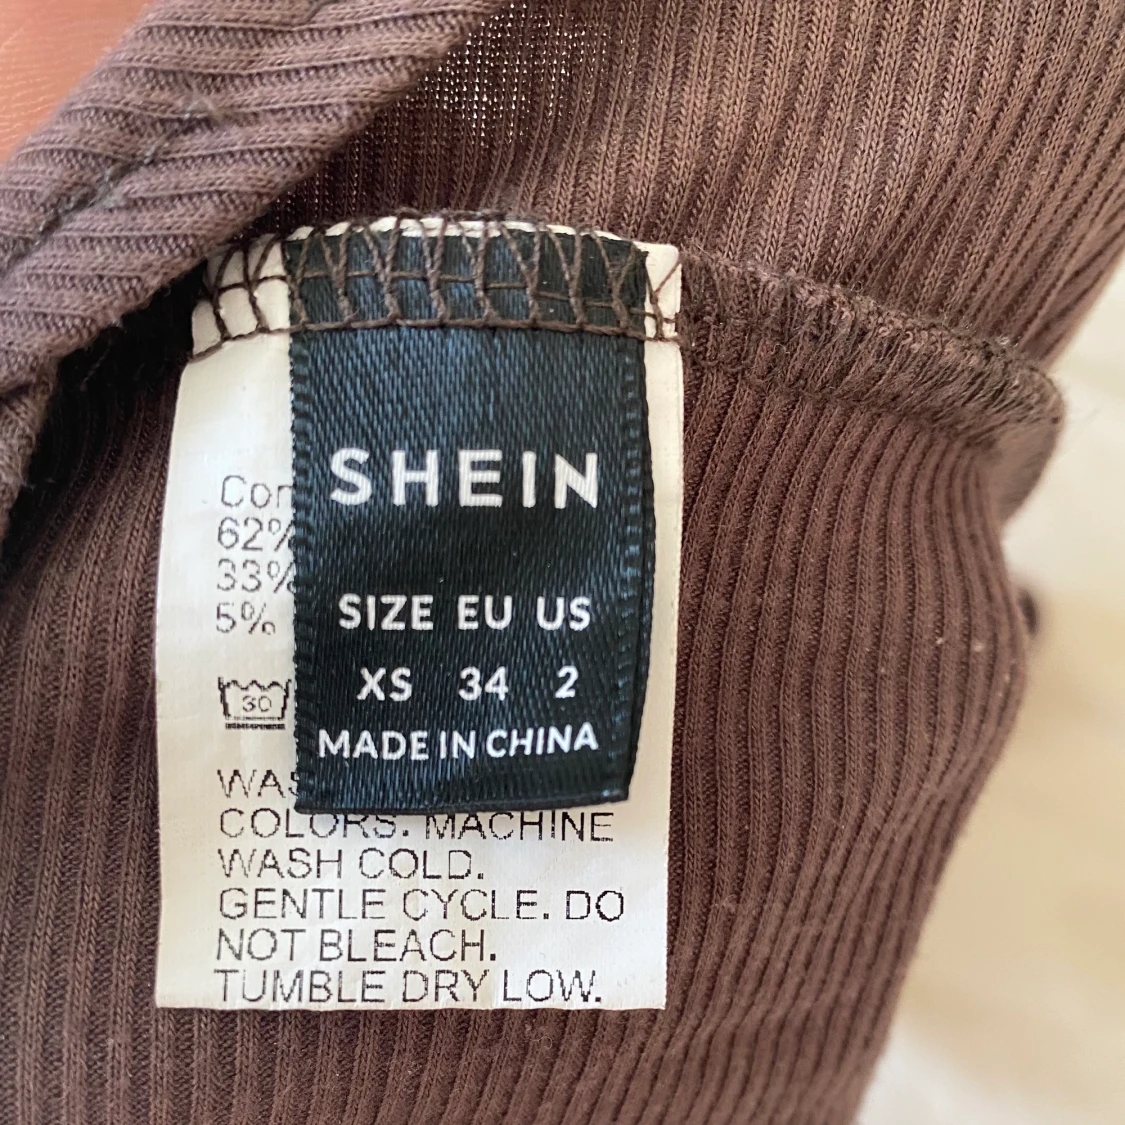 SHEIN
SIZE EU US
XS 34 2
MADE IN CHINA
62%
33%
5%
30
COLORS. MACHINE
WASH COLD.
GENTLE CYCLE. DO
NOT BLEACH.
TUMBLE DRY LOW.